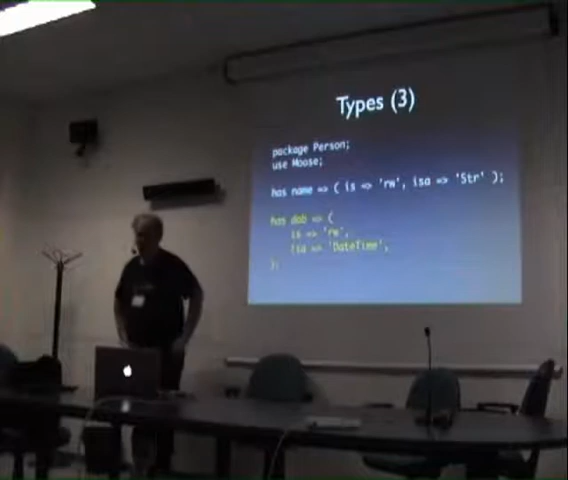 Types (3)
package Person;
use Moose;
has name => ( is => 'rw', isa => 'Str' );
has dob => (
is => 'rw',
isa => 'DateTime',
);